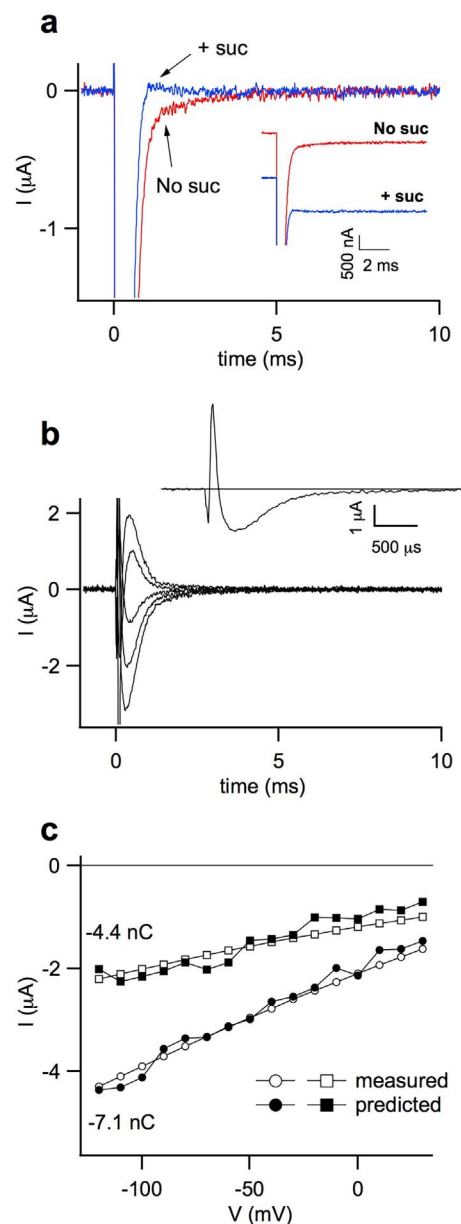 a
+ suc
0
No suc
No suc
+ suc
500 nA
2 ms
-1
I (μA)
0
5
10
time (ms)
b
1 μA
500 μs
2
0
-2
I (μA)
0
5
10
time (ms)
c
0
-4.4 nC
-2
I (μA)
-4
-7.1 nC
measured
predicted
-100
-50
0
V (mV)